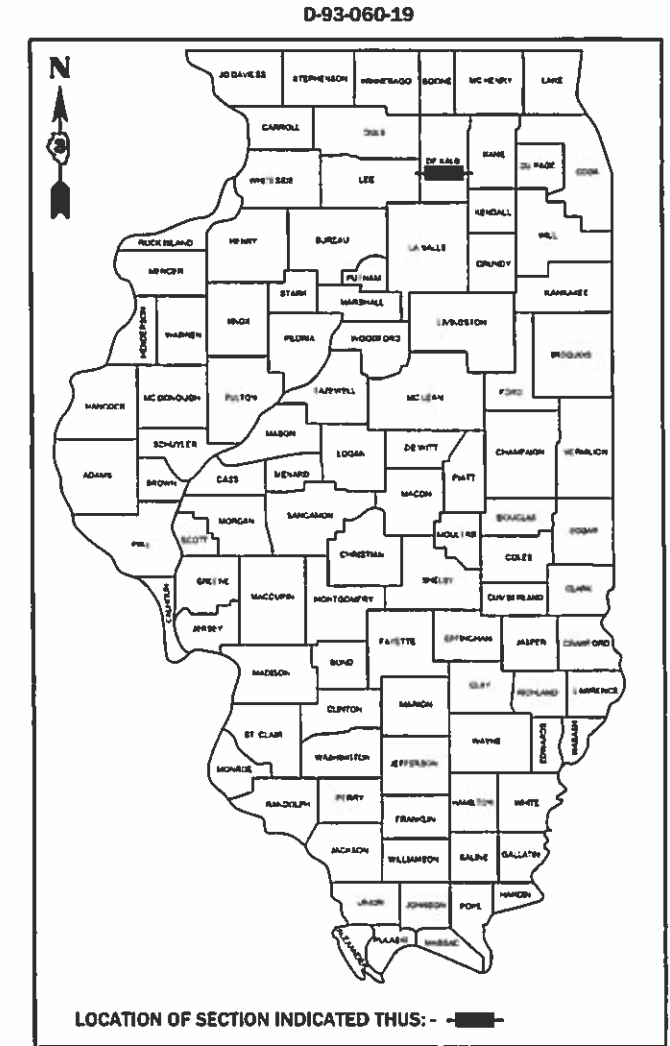 D-93-060-19
N
JO DAVIESS STEPHENSON WINNEBAGO BOONE MC HENRY LAKE
CARROLL OGLE DE KALB KANE DU PAGE COOK
WHITESIDE LEE
KENDALL
ROCK ISLAND HENRY BUREAU LA SALLE WILL
MERCER PUTNAM GRUNDY
STARK MARSHALL KANKAKEE
HENDERSON WARREN KNOX PEORIA WOODFORD LIVINGSTON IROQUOIS
HANCOCK MC DONOUGH FULTON TAZEWELL MC LEAN FORD
MASON
SCHUYLER LOGAN DE WITT CHAMPAIGN VERMILION
ADAMS BROWN CASS MENARD MACON PIATT
PIKE SCOTT MORGAN SANGAMON MOULTRIE DOUGLAS EDGAR
CHRISTIAN COLES
CALHOUN GREENE MACOUPIN MONTGOMERY SHELBY CUMBERLAND CLARK
JERSEY FAYETTE EFFINGHAM JASPER CRAWFORD
MADISON BOND
CLINTON MARION CLAY RICHLAND LAWRENCE
ST CLAIR WAYNE EDWARDS WABASH
MONROE WASHINGTON JEFFERSON
RANDOLPH PERRY HAMILTON WHITE
FRANKLIN
JACKSON WILLIAMSON SALINE GALLATIN
UNION JOHNSON POPE HARDIN
ALEXANDER PULASKI MASSAC
LOCATION OF SECTION INDICATED THUS: -